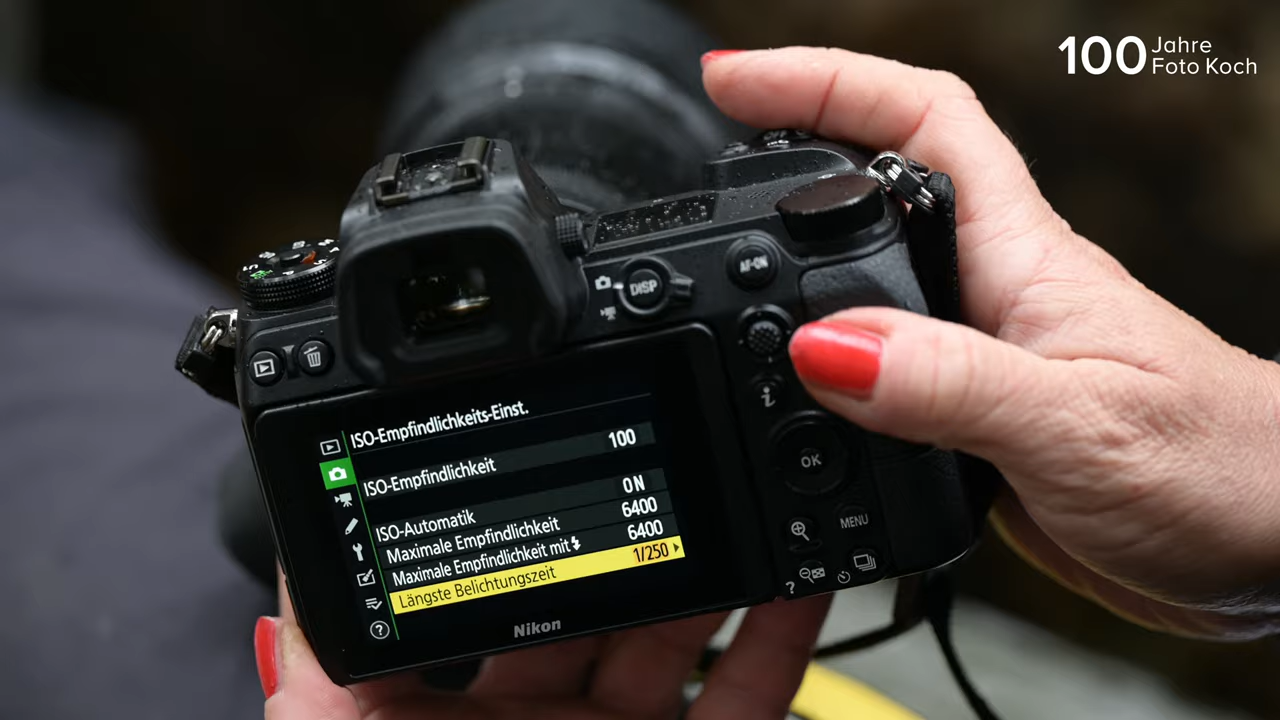 100 Jahre
Foto Koch
DISP
AF-ON
i
OK
MENU
?
ISO-Empfindlichkeits-Einst.
ISO-Empfindlichkeit 100
ISO-Automatik ON
Maximale Empfindlichkeit 6400
Maximale Empfindlichkeit mit 6400
Längste Belichtungszeit 1/250
?
Nikon